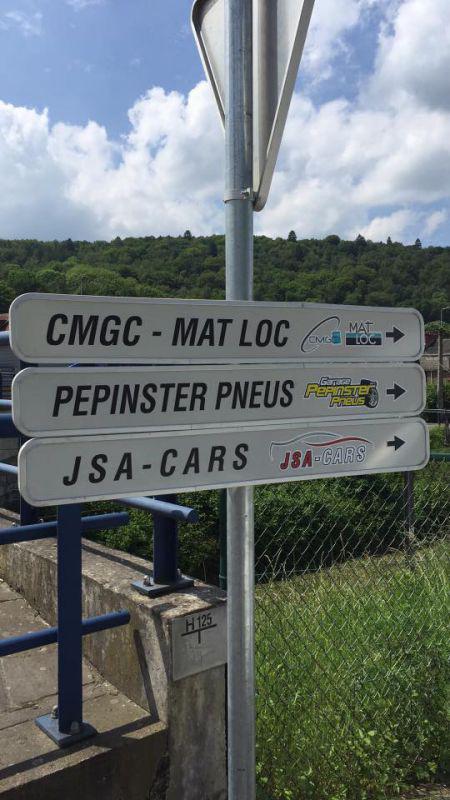 CMGC - MAT LOC CMGC MAT LOC
PEPINSTER PNEUS Garage PEPINSTER PNEUS
JSA-CARS JSA-CARS
H 125